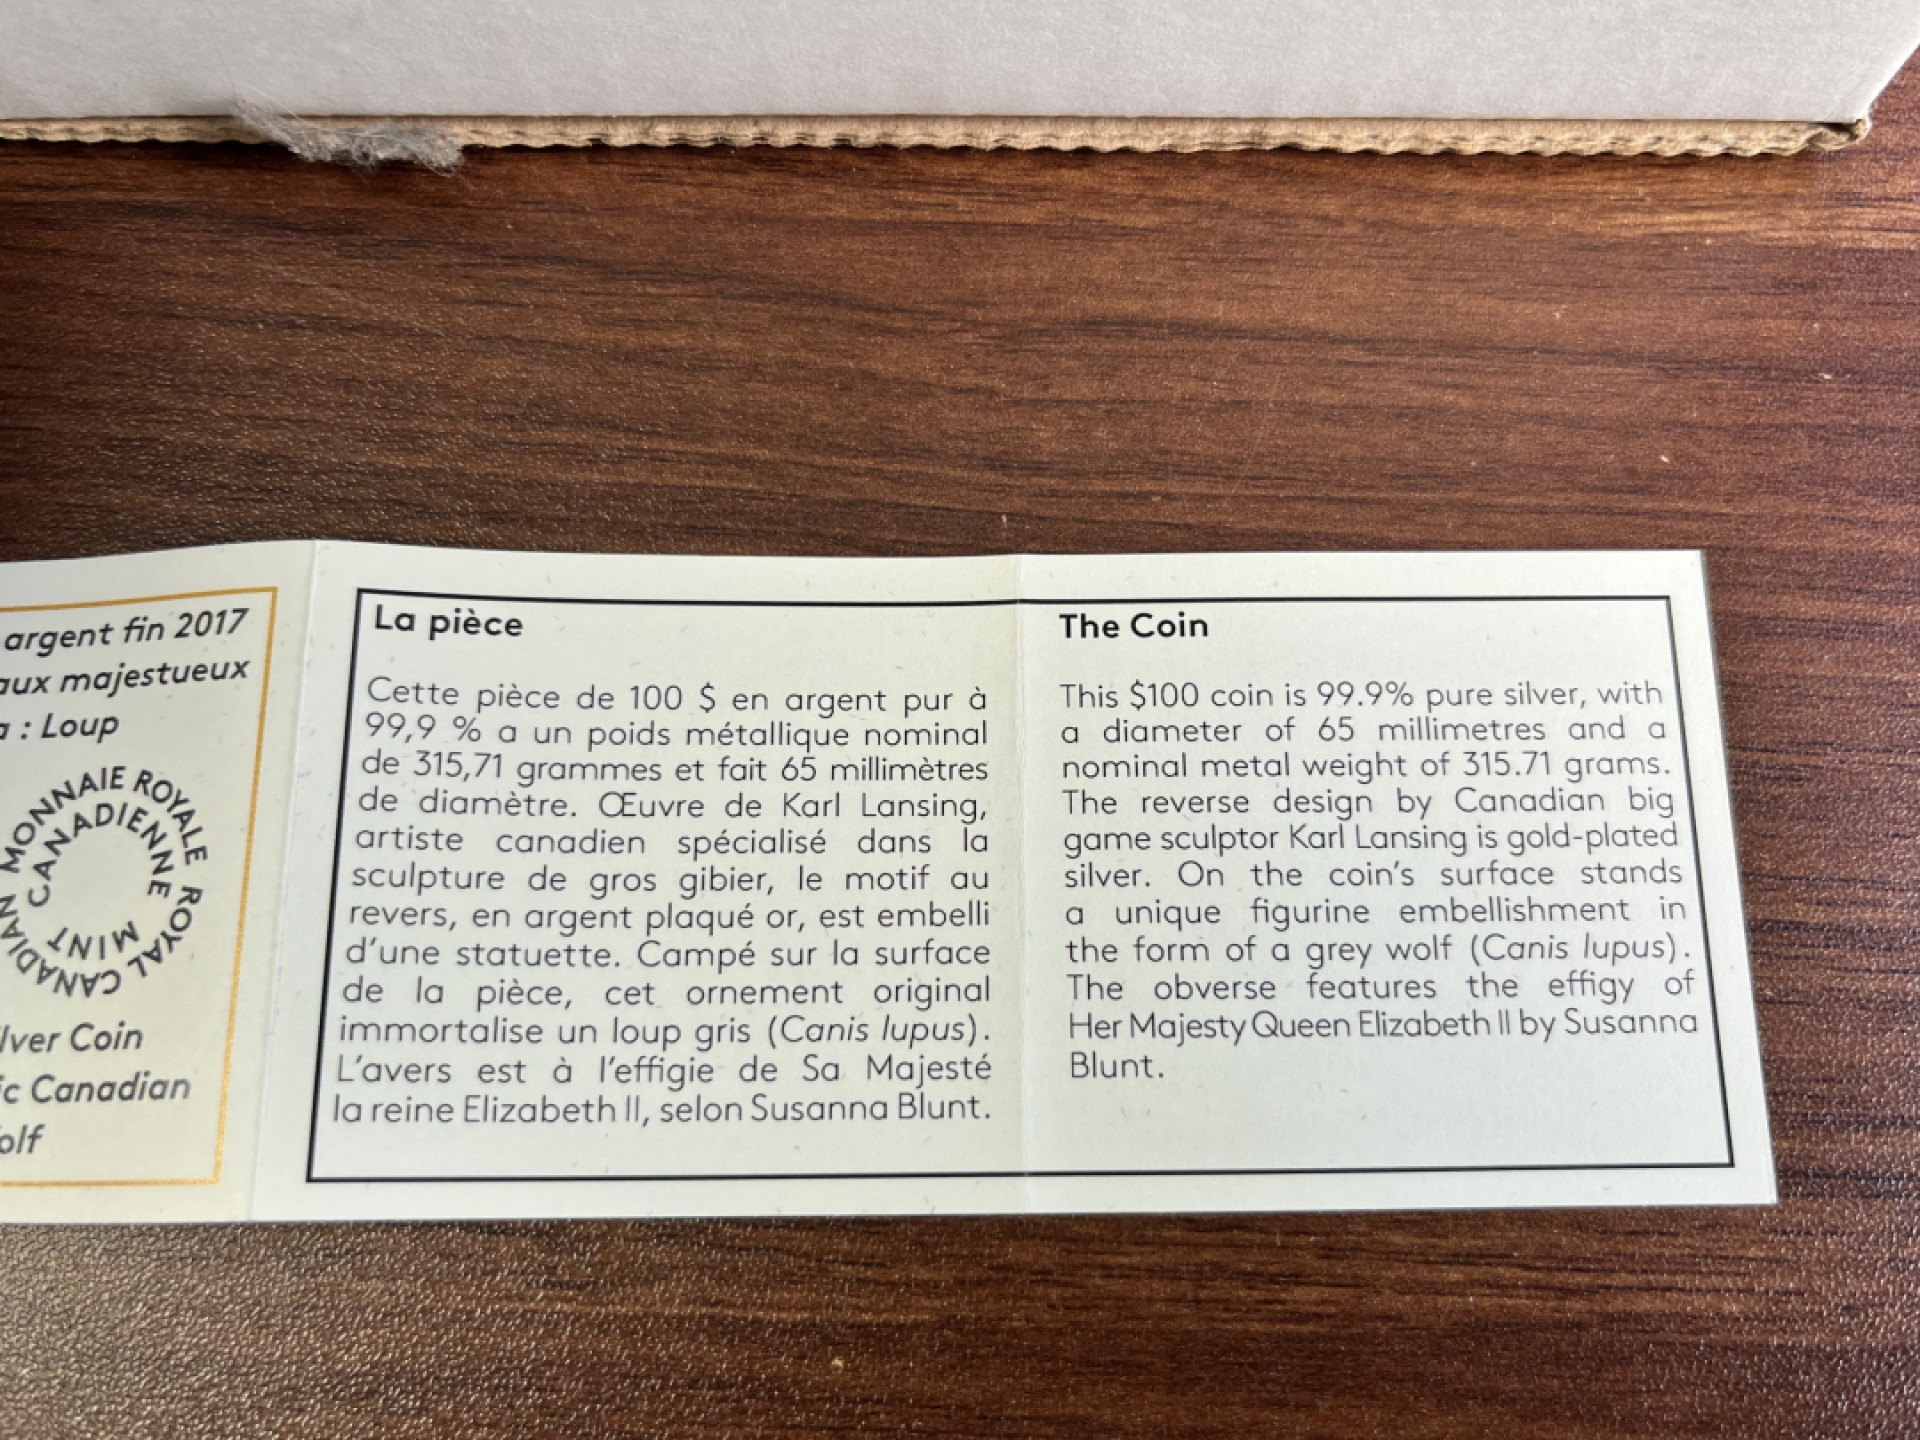 argent fin 2017
aux majestueux
: Loup
MONNAIE ROYALE CANADIENNE
ROYAL CANADIAN MINT
lver Coin
ic Canadian
olf
La pièce
Cette pièce de 100 $ en argent pur à
99,9 % a un poids métallique nominal
de 315,71 grammes et fait 65 millimètres
de diamètre. Œuvre de Karl Lansing,
artiste canadien spécialisé dans la
sculpture de gros gibier, le motif au
revers, en argent plaqué or, est embelli
d'une statuette. Campé sur la surface
de la pièce, cet ornement original
immortalise un loup gris (Canis lupus).
L'avers est à l'effigie de Sa Majesté
la reine Elizabeth II, selon Susanna Blunt.
The Coin
This $100 coin is 99.9% pure silver, with
a diameter of 65 millimetres and a
nominal metal weight of 315.71 grams.
The reverse design by Canadian big
game sculptor Karl Lansing is gold-plated
silver. On the coin's surface stands
a unique figurine embellishment in
the form of a grey wolf (Canis lupus).
The obverse features the effigy of
Her Majesty Queen Elizabeth II by Susanna
Blunt.